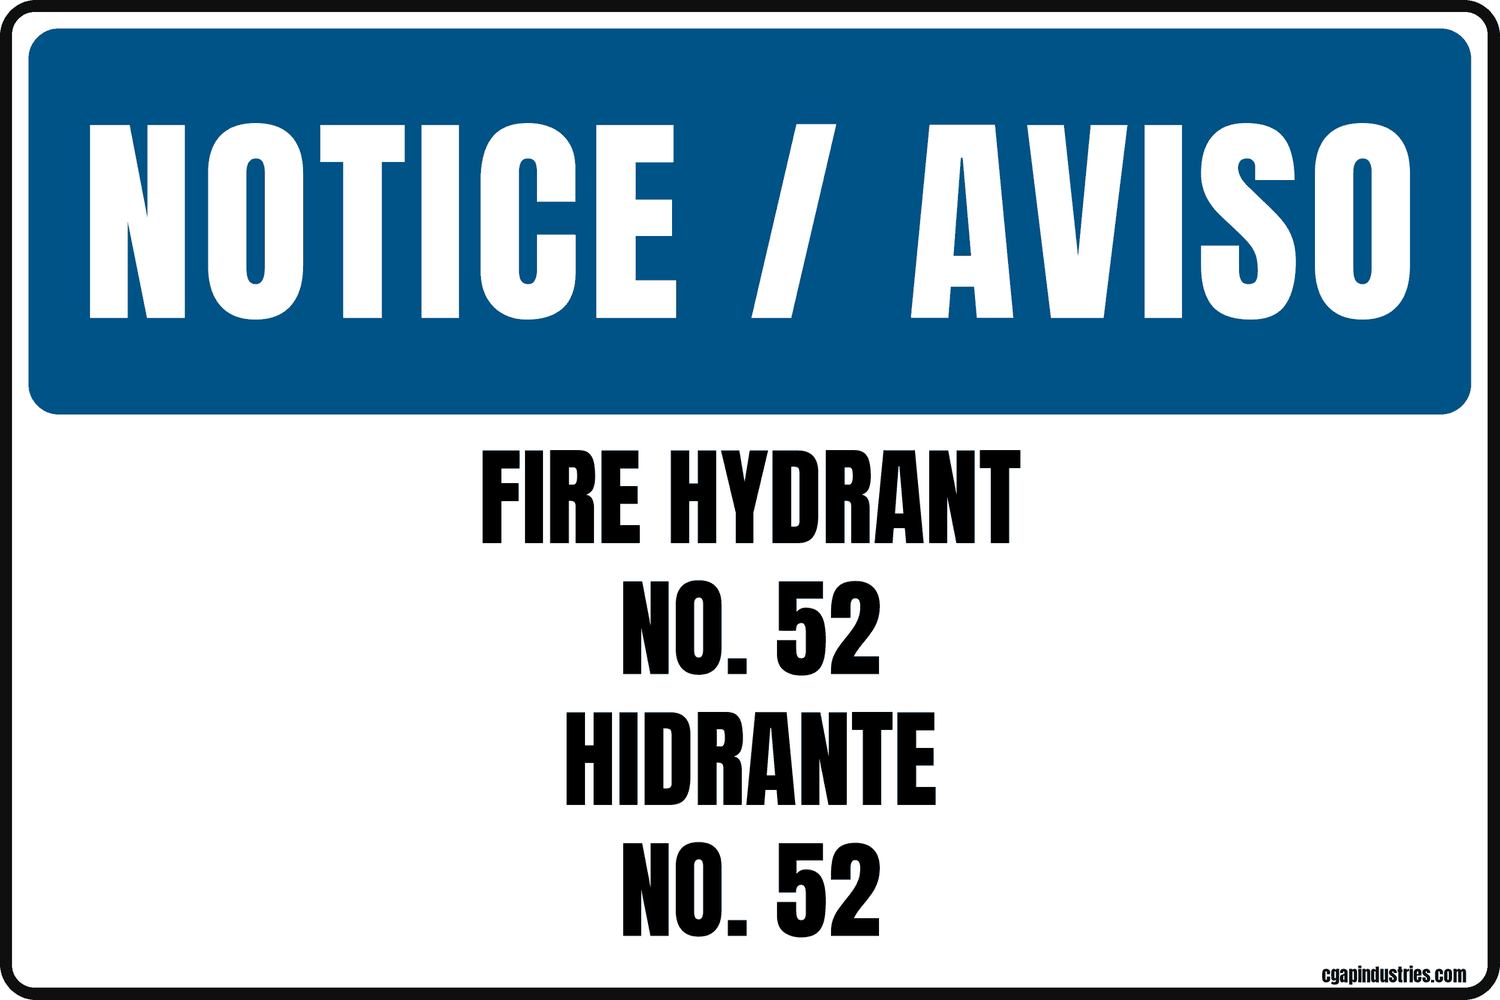 NOTICE / AVISO
FIRE HYDRANT
NO. 52
HIDRANTE
NO. 52
cgapindustries.com